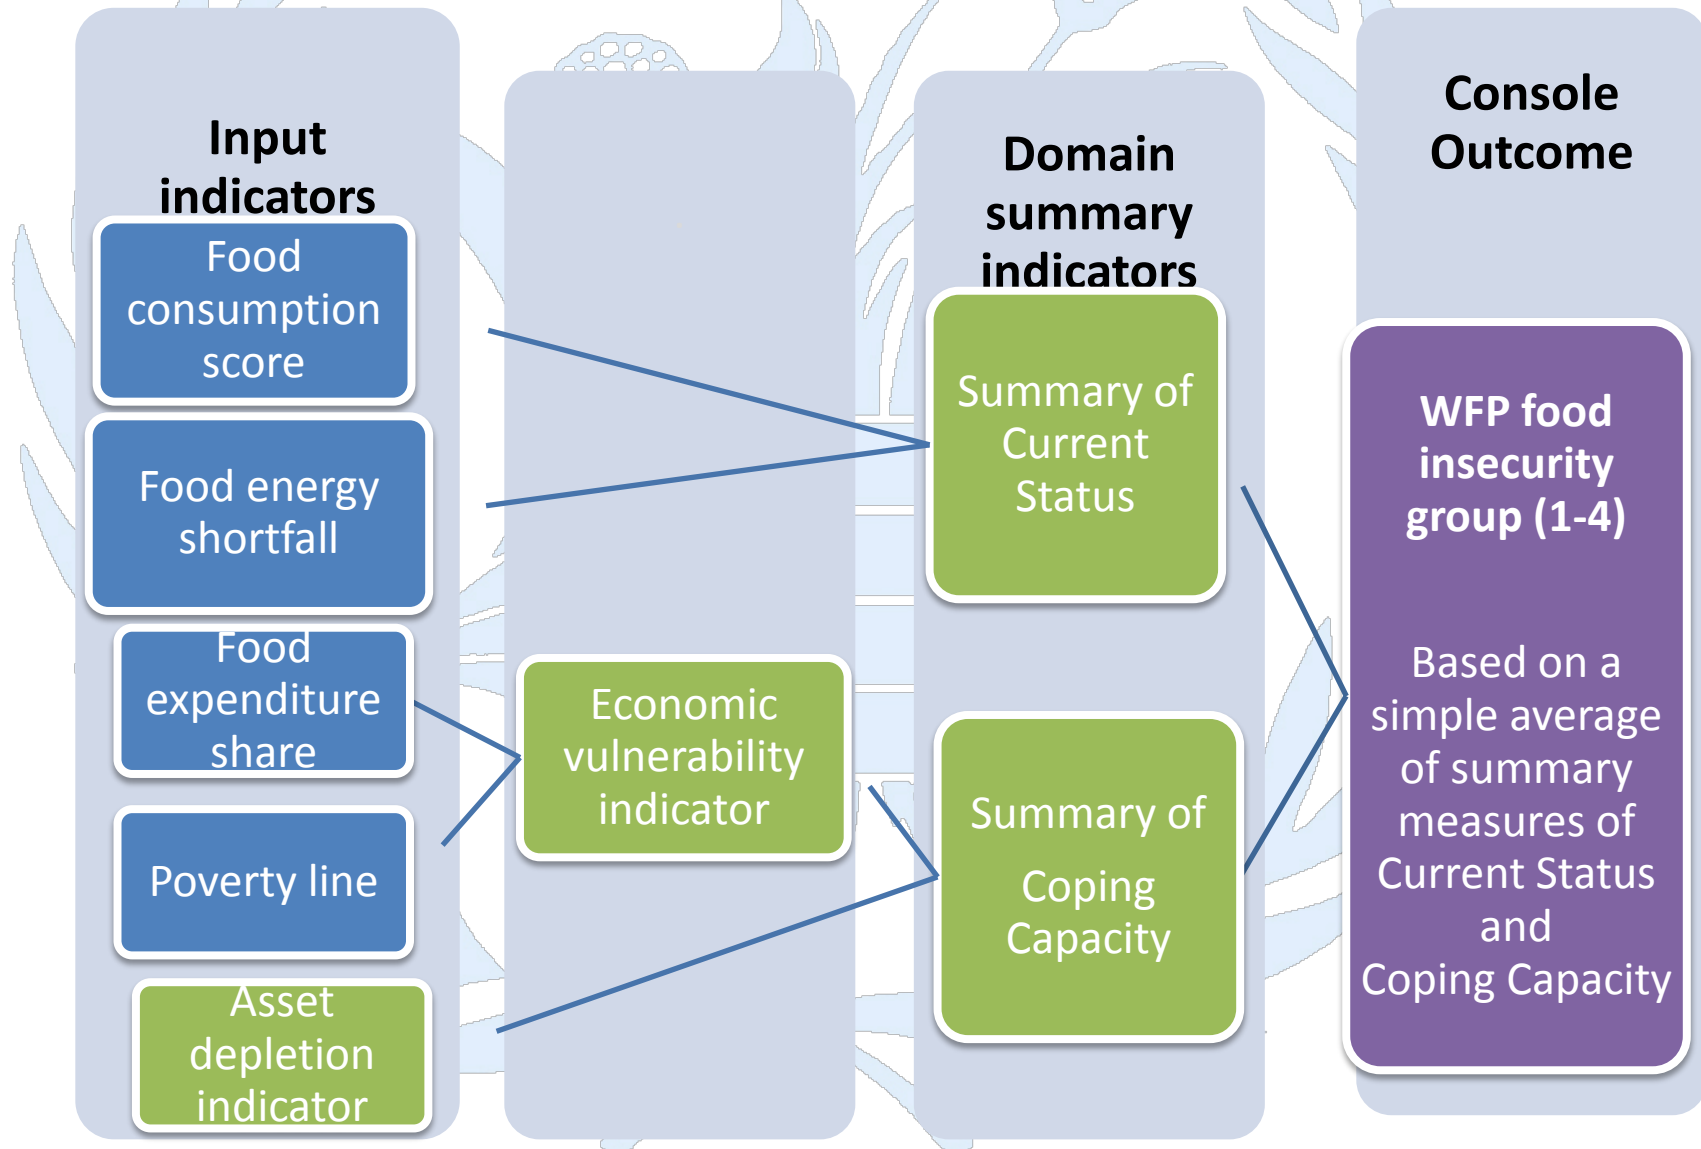 Input
indicators
Food
consumption
score
Food energy
shortfall
Food
expenditure
share
Poverty line
Asset
depletion
indicator
Economic
vulnerability
indicator
Domain
summary
indicators
Summary of
Current
Status
Summary of
Coping
Capacity
Console
Outcome
WFP food
insecurity
group (1-4)
Based on a
simple average
of summary
measures of
Current Status
and
Coping Capacity